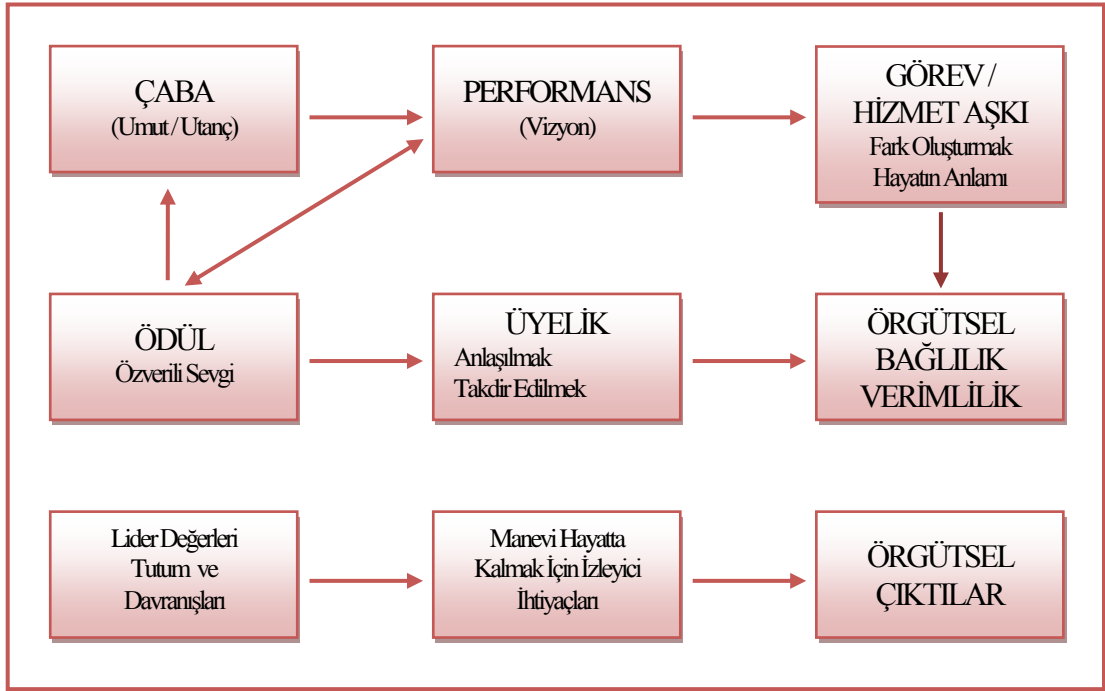 ÇABA
(Umut / Utanç)
PERFORMANS
(Vizyon)
GÖREV /
HİZMET AŞKI
Fark Oluşturmak
Hayatın Anlamı
ÖDÜL
Özverili Sevgi
ÜYELİK
Anlaşılmak
Takdir Edilmek
ÖRGÜTSEL
BAĞLILIK
VERİMLİLİK
Lider Değerleri
Tutum ve
Davranışları
Manevi Hayatta
Kalmak İçin İzleyici
İhtiyaçları
ÖRGÜTSEL
ÇIKTILAR